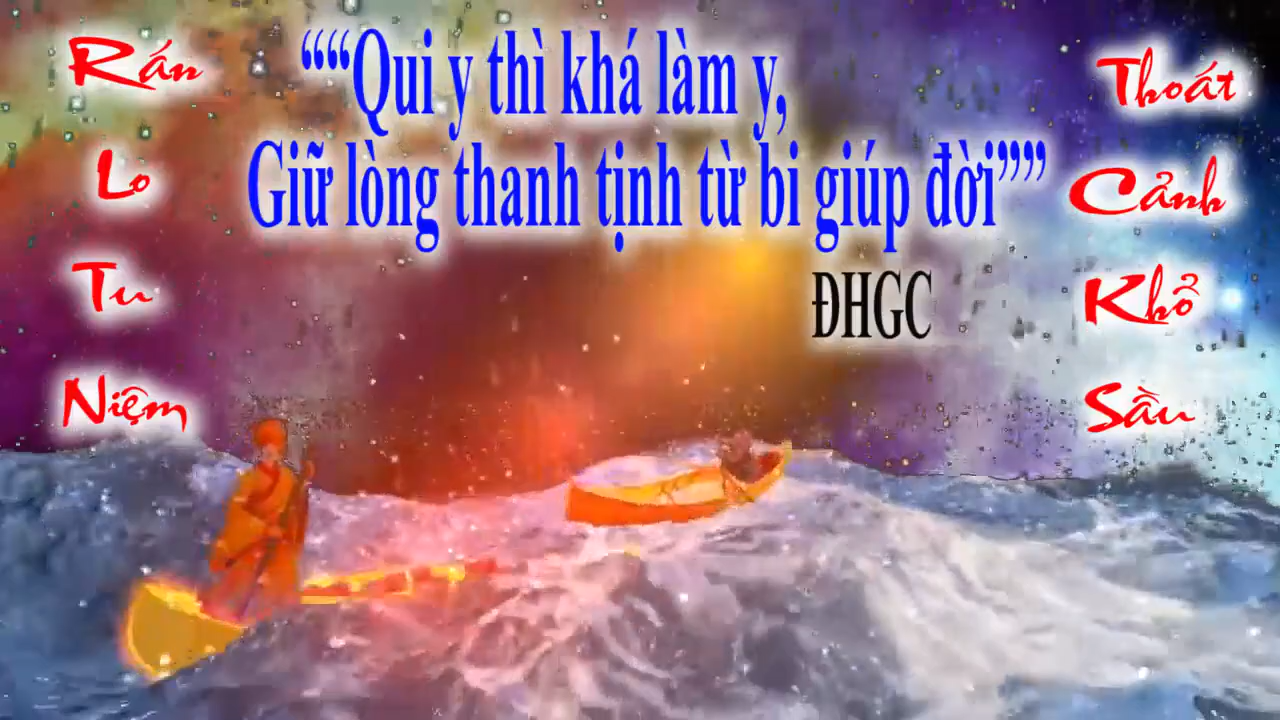 Rán
Lo
Tu
Niệm
““Qui y thì khá làm y,
Giữ lòng thanh tịnh từ bi giúp đời””
ĐHGC
Thoát
Cảnh
Khổ
Sầu